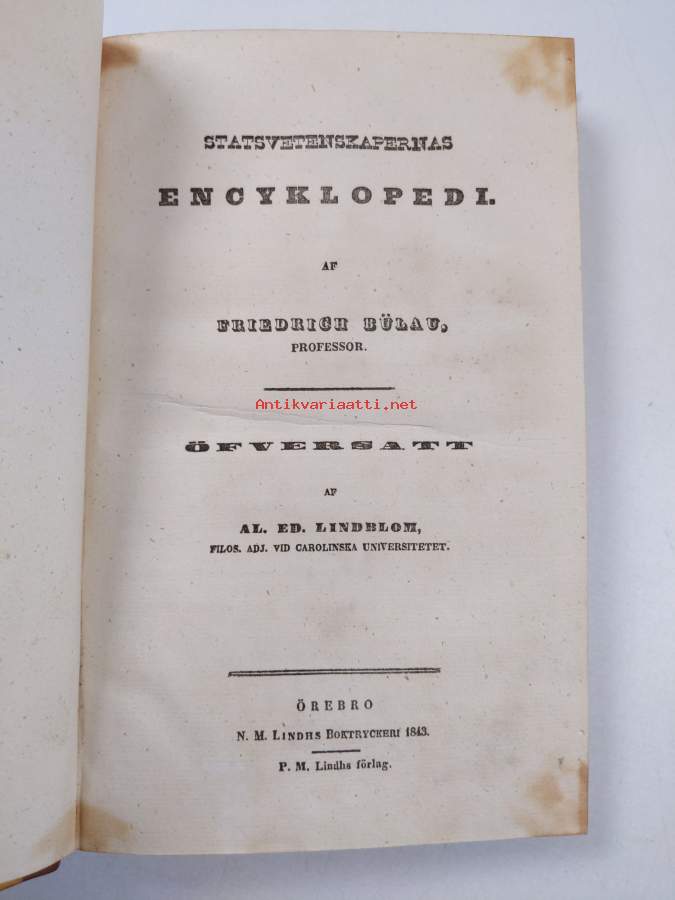 STATSVETENSKAPERNAS
ENCYKLOPEDI.
AF
FRIEDRICH BÜLAU,
PROFESSOR.
Antikvariaatti.net
ÖFVERSATT
AF
AL. ED. LINDBLOM,
FILOS. ADJ. VID CAROLINSKA UNIVERSITETET.
ÖREBRO
N. M. LINDHS BOKTRYCKERI 1843.
P. M. Lindhs förlag.